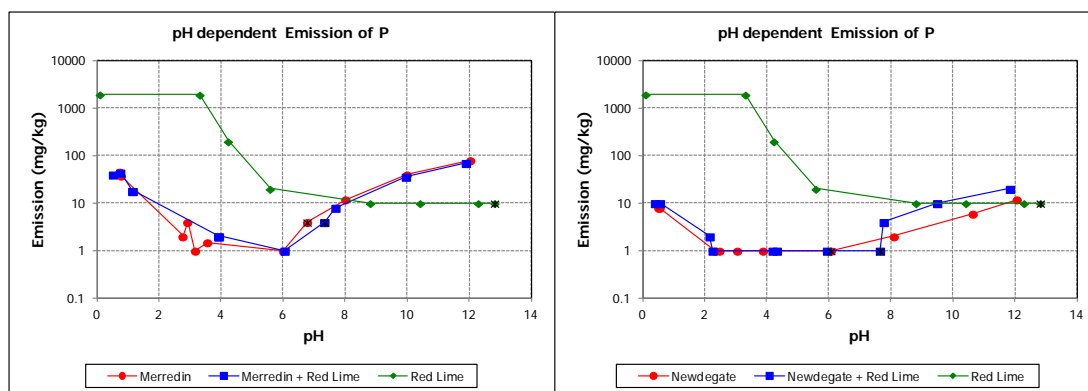 pH dependent Emission of P
Emission (mg/kg)
10000
1000
100
10
1
0.1
0 2 4 6 8 10 12 14
pH
Merredin Merredin + Red Lime Red Lime
pH dependent Emission of P
Emission (mg/kg)
10000
1000
100
10
1
0.1
0 2 4 6 8 10 12 14
pH
Newdegate Newdegate + Red Lime Red Lime